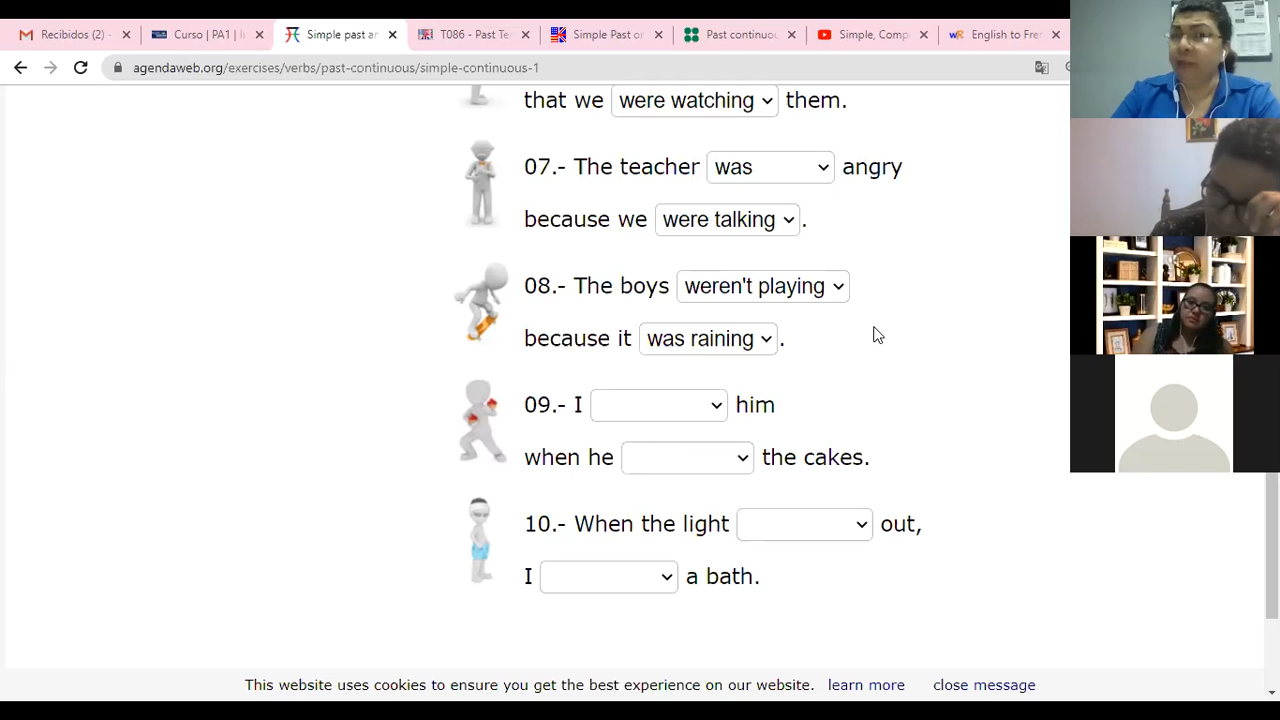 Recibidos (2) -
Curso | PA1 | I
Simple past ar
T086 - Past Te
Simple Past or
Past continuou
Simple, Comp
English to Fren
agendaweb.org/exercises/verbs/past-continuous/simple-continuous-1
that we were watching them.
07.- The teacher was angry
because we were talking .
08.- The boys weren't playing
because it was raining .
09.- I him
when he the cakes.
10.- When the light out,
I a bath.
This website uses cookies to ensure you get the best experience on our website. learn more close message